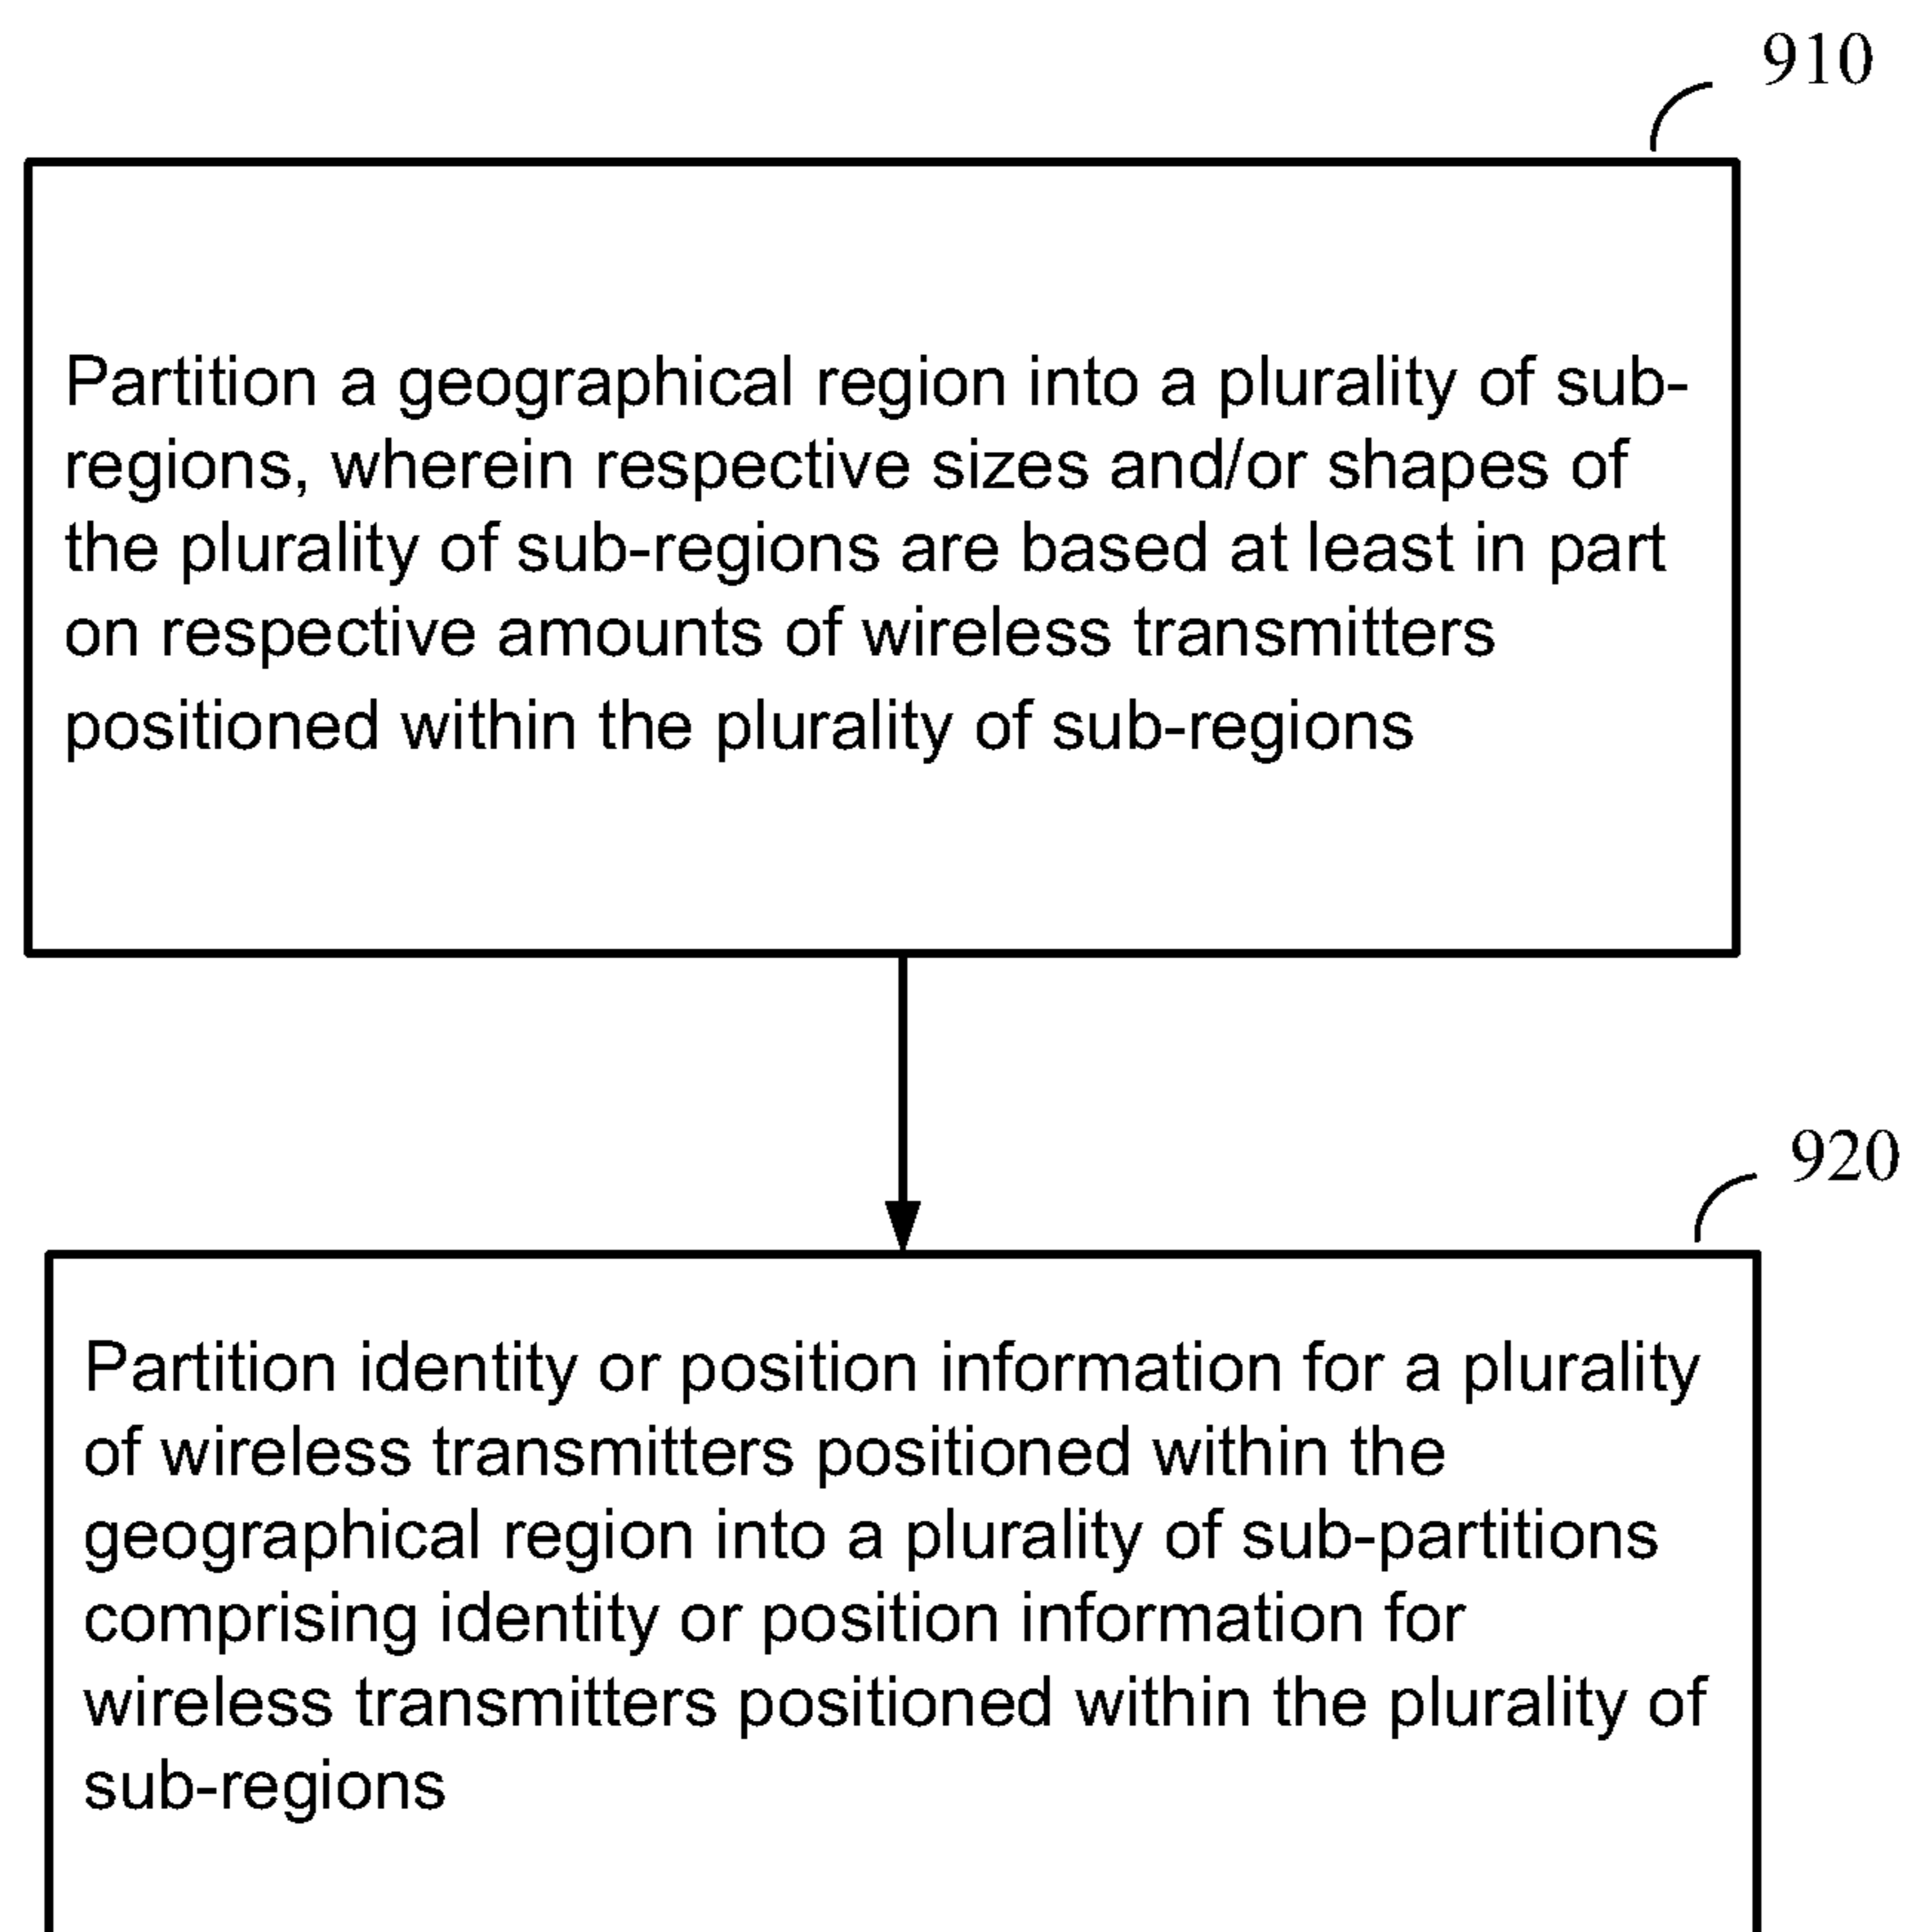 910
Partition a geographical region into a plurality of sub-
regions, wherein respective sizes and/or shapes of
the plurality of sub-regions are based at least in part
on respective amounts of wireless transmitters
positioned within the plurality of sub-regions
920
Partition identity or position information for a plurality
of wireless transmitters positioned within the
geographical region into a plurality of sub-partitions
comprising identity or position information for
wireless transmitters positioned within the plurality of
sub-regions